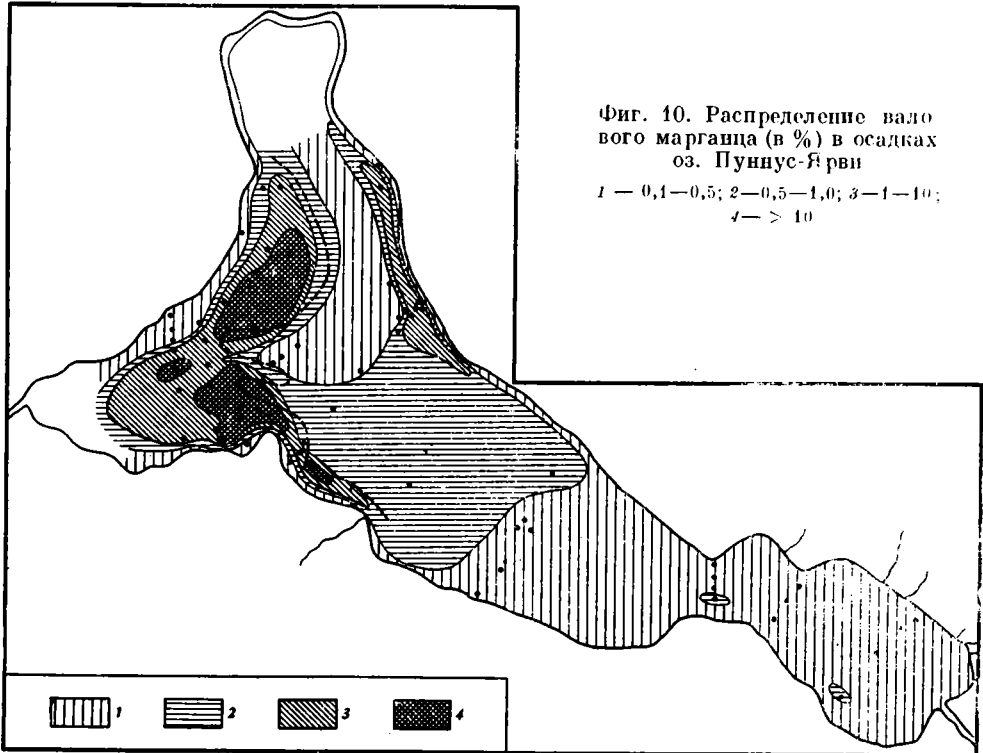 Фиг. 10. Распределение вало
вого марганца (в %) в осадках
оз. Пуннус-Ярви
1 — 0,1—0,5; 2—0,5—1,0; 3—1—10;
4— > 10
1 2 3 4